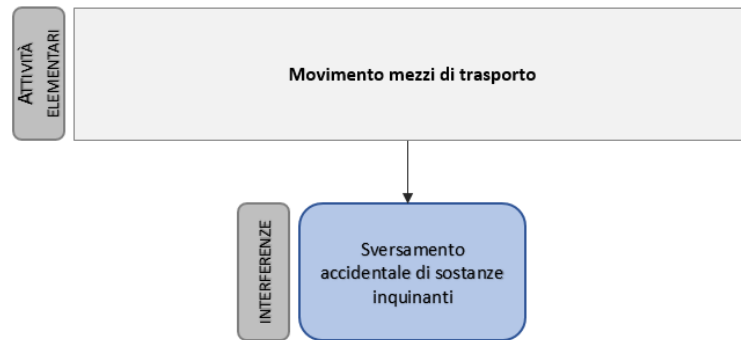 ATTIVITÀ
ELEMENTARI
Movimento mezzi di trasporto
INTERFERENZE
Sversamento
accidentale di sostanze
inquinanti